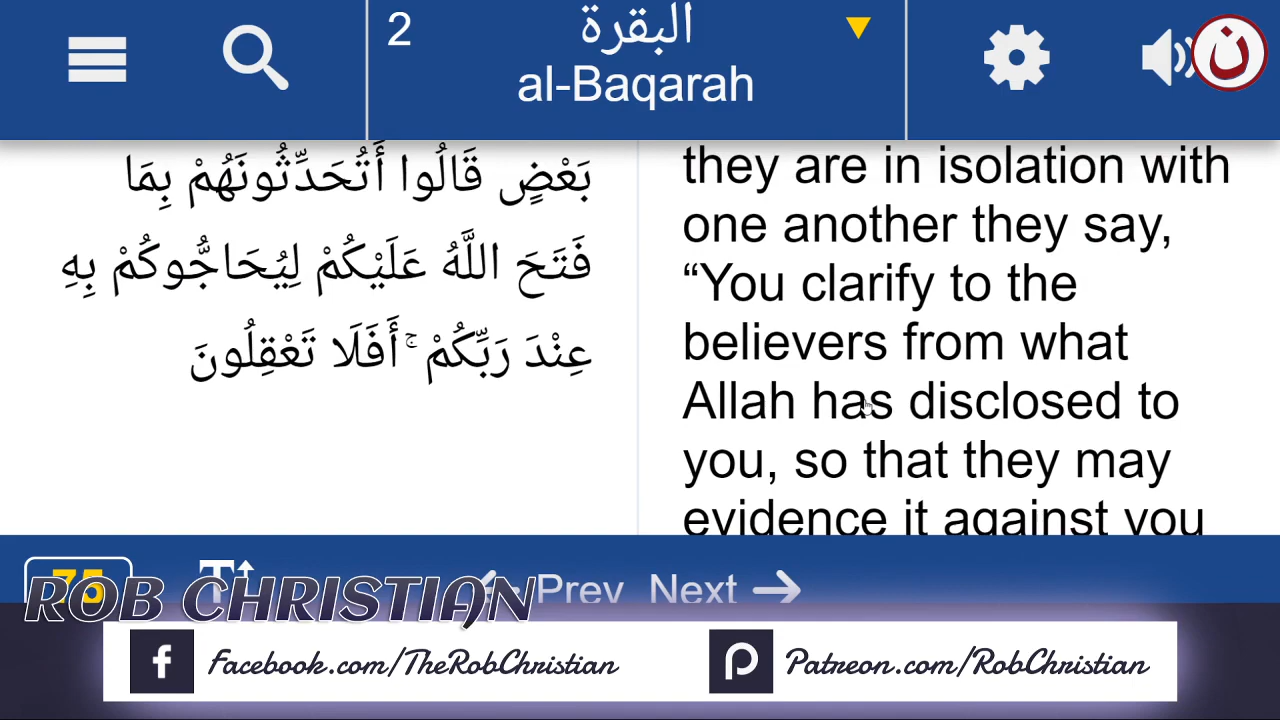 2
البقرة
al-Baqarah
ن
بَعْضٍ قَالُوا أَتُحَدِّثُونَهُمْ بِمَا
فَتَحَ اللَّهُ عَلَيْكُمْ لِيُحَاجُّوكُمْ بِهِ
عِنْدَ رَبِّكُمْ ۚ أَفَلَا تَعْقِلُونَ
they are in isolation with
one another they say,
“You clarify to the
believers from what
Allah has disclosed to
you, so that they may
evidence it against you
75
T
Prev Next
ROB CHRISTIAN
Facebook.com/TheRobChristian
Patreon.com/RobChristian